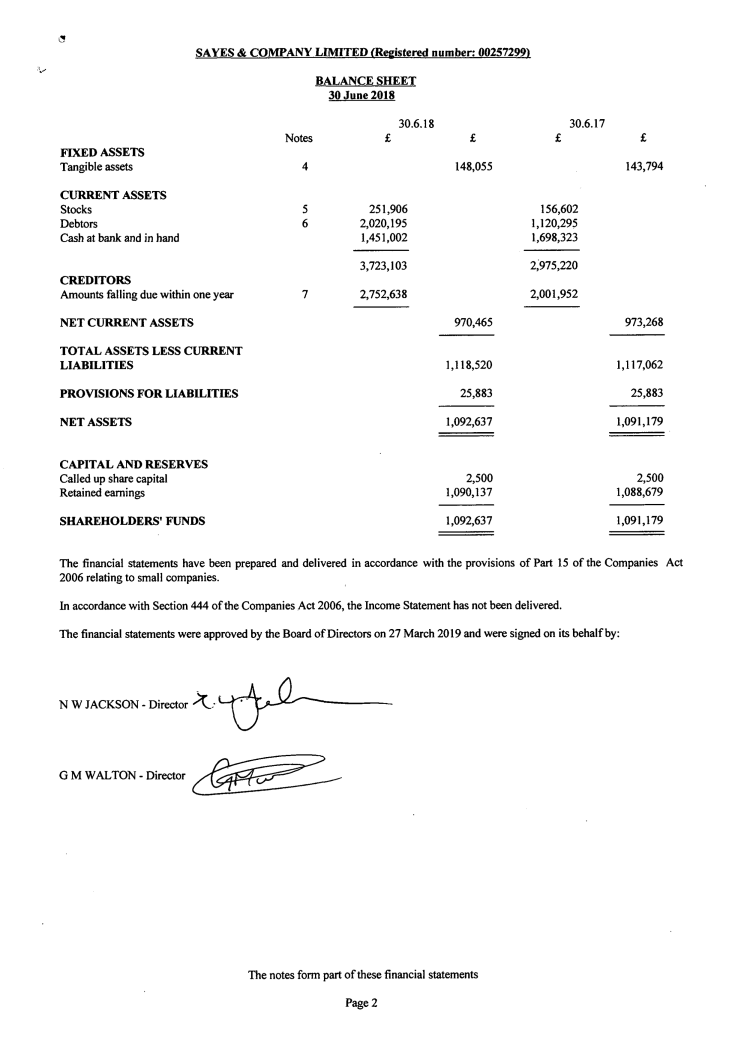 SAYES & COMPANY LIMITED (Registered number: 00257299)
BALANCE SHEET
30 June 2018
30.6.18 30.6.17
Notes £ £ £ £
FIXED ASSETS
Tangible assets 4 148,055 143,794
CURRENT ASSETS
Stocks 5 251,906 156,602
Debtors 6 2,020,195 1,120,295
Cash at bank and in hand 1,451,002 1,698,323
3,723,103 2,975,220
CREDITORS
Amounts falling due within one year 7 2,752,638 2,001,952
NET CURRENT ASSETS 970,465 973,268
TOTAL ASSETS LESS CURRENT
LIABILITIES 1,118,520 1,117,062
PROVISIONS FOR LIABILITIES 25,883 25,883
NET ASSETS 1,092,637 1,091,179
CAPITAL AND RESERVES
Called up share capital 2,500 2,500
Retained earnings 1,090,137 1,088,679
SHAREHOLDERS' FUNDS 1,092,637 1,091,179
The financial statements have been prepared and delivered in accordance with the provisions of Part 15 of the Companies Act
2006 relating to small companies.
In accordance with Section 444 of the Companies Act 2006, the Income Statement has not been delivered.
The financial statements were approved by the Board of Directors on 27 March 2019 and were signed on its behalf by:
N W JACKSON - Director
G M WALTON - Director
The notes form part of these financial statements
Page 2